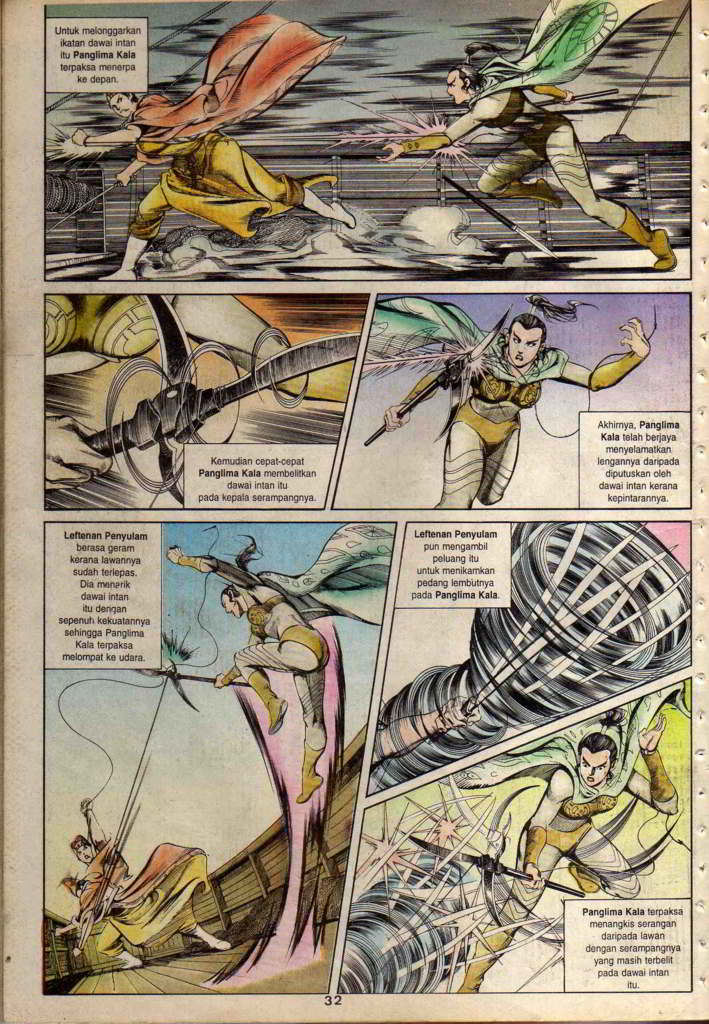 Untuk melonggarkan
ikatan dawai intan
itu Panglima Kala
terpaksa menerpa
ke depan.
Kemudian cepat-cepat
Panglima Kala membelitkan
dawai intan itu
pada kepala serampangnya.
Akhirnya, Panglima
Kala telah berjaya
menyelamatkan
lengannya daripada
diputuskan oleh
dawai intan kerana
kepintarannya.
Leftenan Penyulam
berasa geram
kerana lawannya
sudah terlepas.
Dia menarik
dawai intan
itu dengan
sepenuh kekuatannya
sehingga Panglima
Kala terpaksa
melompat ke udara.
Leftenan Penyulam
pun mengambil
peluang itu
untuk menikamkan
pedang lembutnya
pada Panglima Kala.
Panglima Kala terpaksa
menangkis serangan
daripada lawan
dengan serampangnya
yang masih terbelit
pada dawai intan
itu.
32